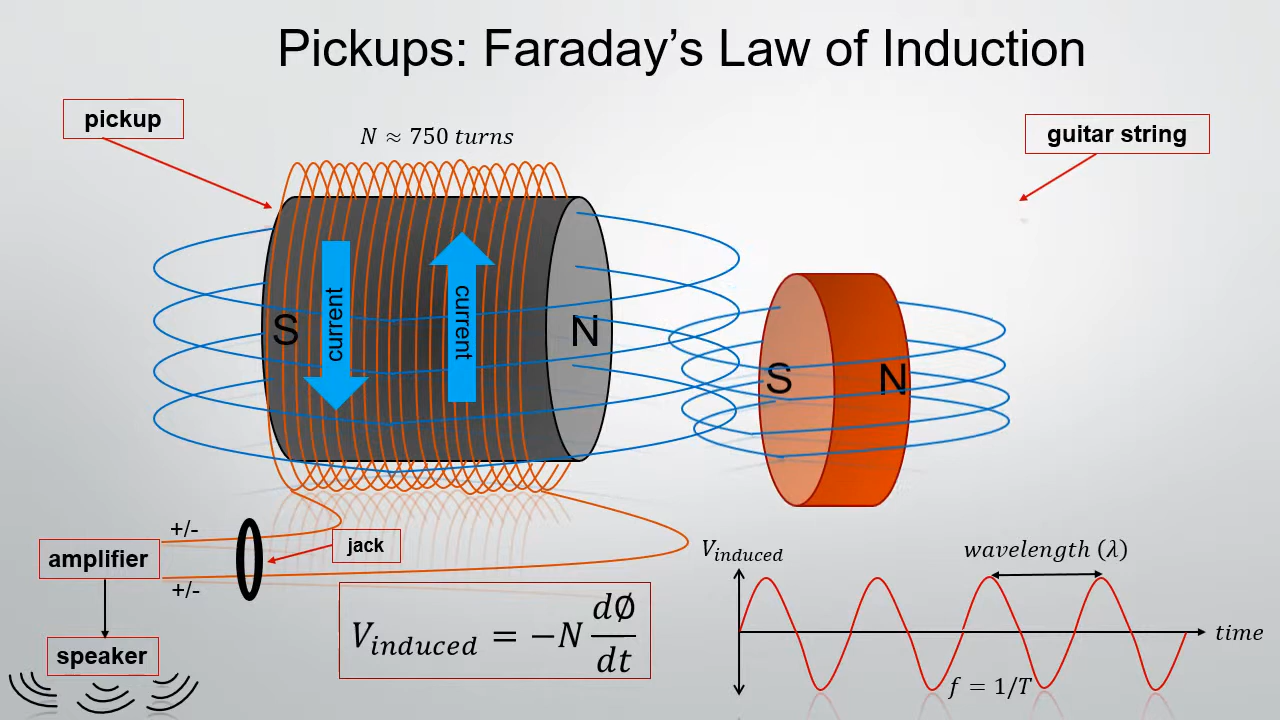 Pickups: Faraday's Law of Induction
pickup
N ≈ 750 turns
guitar string
S
current
current
N
S
N
+/-
amplifier
+/-
jack
speaker
V_induced = −N d∅/dt
V_induced
wavelength (λ)
time
f = 1/T